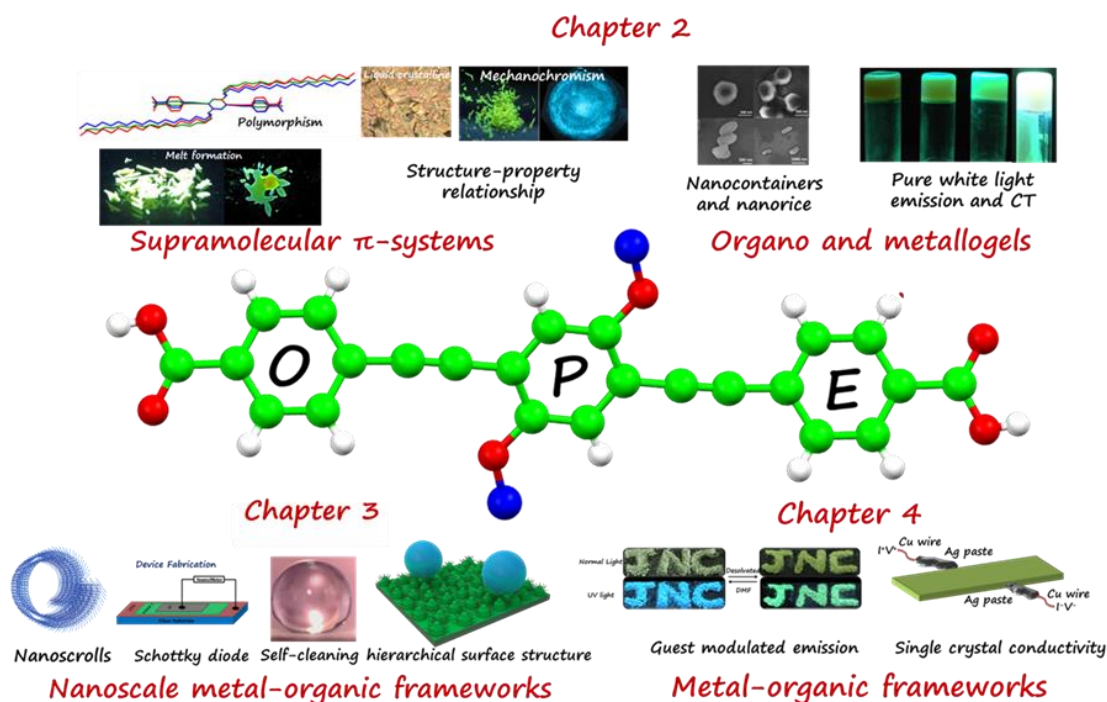 Chapter 2
Polymorphism
Liquid crystalline
Mechanochromism
Melt formation
Structure-property
relationship
Nanocontainers
and nanorice
Pure white light
emission and CT
Supramolecular π-systems
Organo and metallogels
O
P
E
Chapter 3
Device Fabrication
Nanoscrolls
Schottky diode
Self-cleaning hierarchical surface structure
Nanoscale metal-organic frameworks
Chapter 4
Normal Light
JNC
Desolvated
DMF
JNC
UV light
JNC
JNC
Cu wire
I⁺V⁺
Ag paste
Ag paste
Cu wire
I⁻V⁻
Guest modulated emission
Single crystal conductivity
Metal-organic frameworks